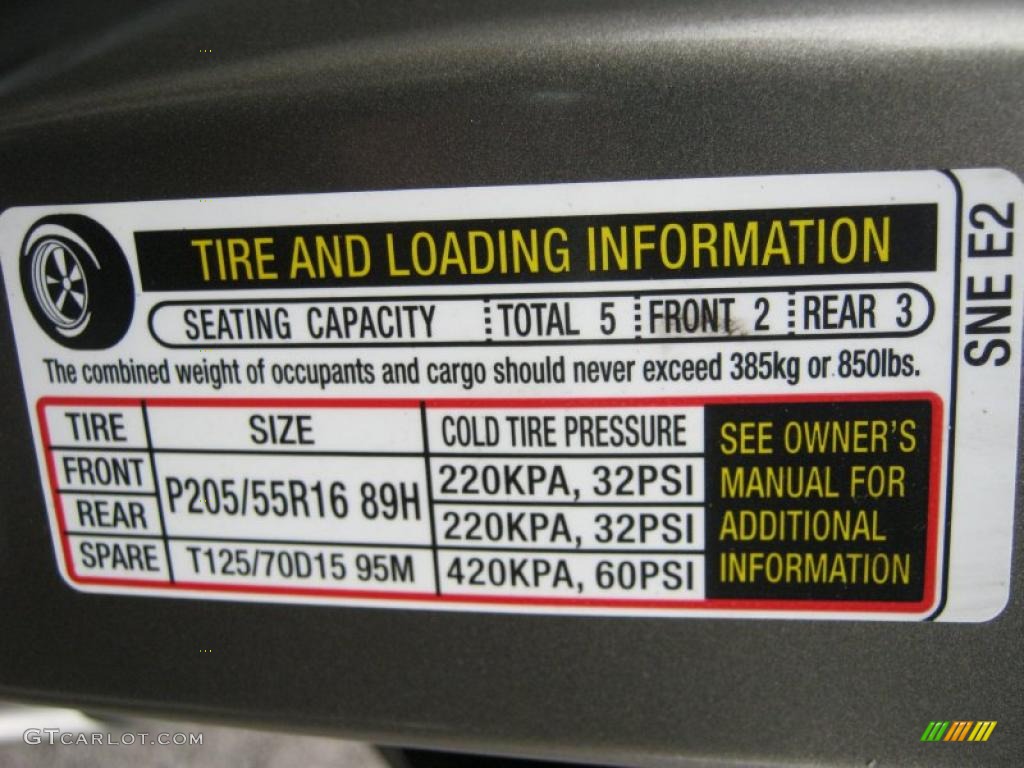 TIRE AND LOADING INFORMATION
SEATING CAPACITY TOTAL 5 FRONT 2 REAR 3
The combined weight of occupants and cargo should never exceed 385kg or 850lbs.
TIRE SIZE COLD TIRE PRESSURE
FRONT P205/55R16 89H 220KPA, 32PSI
REAR 220KPA, 32PSI
SPARE T125/70D15 95M 420KPA, 60PSI
SEE OWNER'S
MANUAL FOR
ADDITIONAL
INFORMATION
SNE E2
GTCARLOT.COM